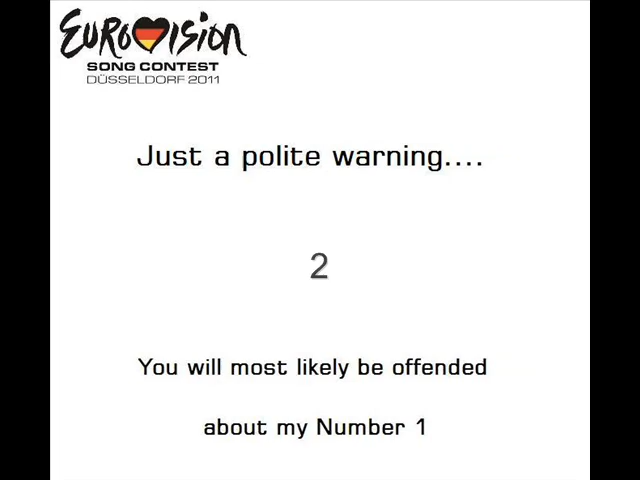 EUROVISION
SONG CONTEST
DÜSSELDORF 2011
Just a polite warning....
2
You will most likely be offended
about my Number 1